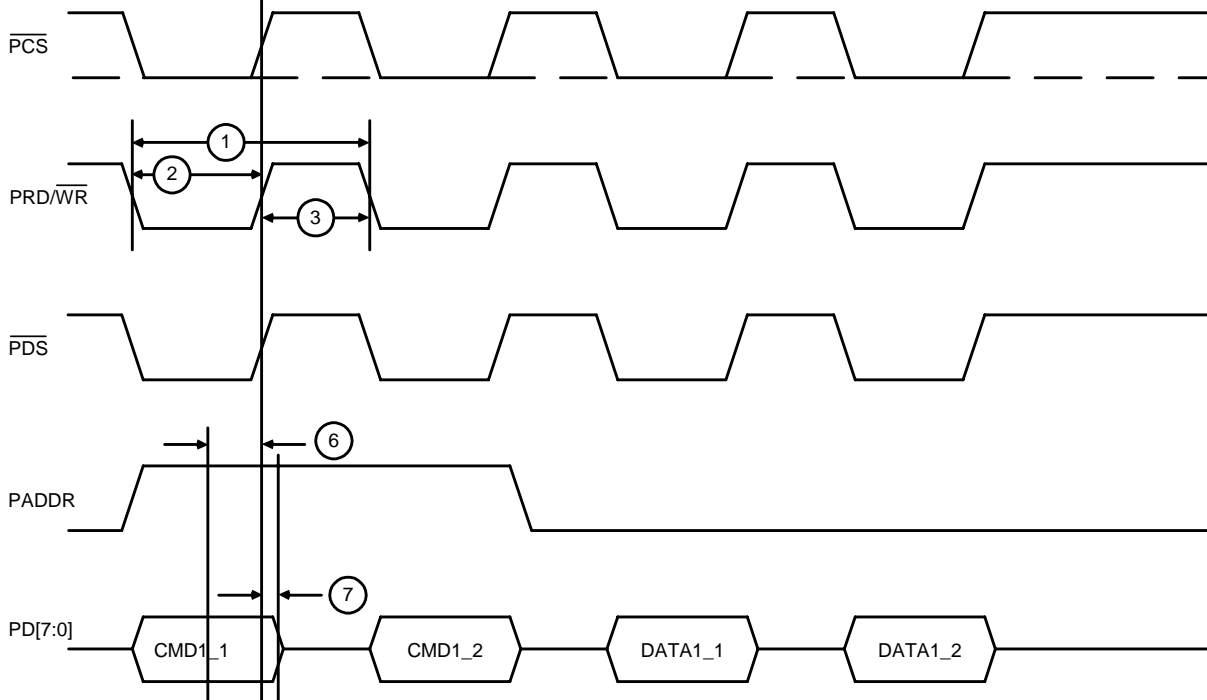 PCS
1
2
PRD/WR
3
PDS
6
PADDR
7
PD[7:0]
CMD1_1
CMD1_2
DATA1_1
DATA1_2